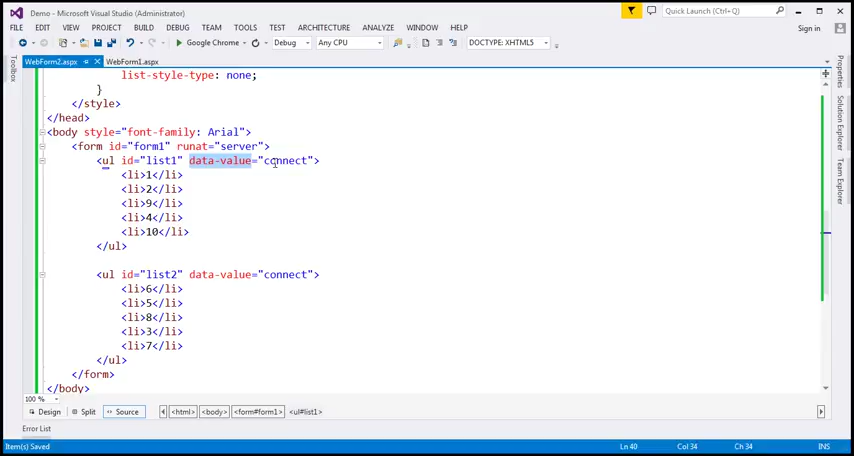 Demo - Microsoft Visual Studio (Administrator)
Quick Launch (Ctrl+Q)
FILE EDIT VIEW PROJECT BUILD DEBUG TEAM TOOLS TEST ARCHITECTURE ANALYZE WINDOW HELP
Sign in
Google Chrome Debug Any CPU DOCTYPE: XHTML5
WebForm2.aspx WebForm1.aspx
Toolbox
Properties
Solution Explorer
Team Explorer
list-style-type: none;
}
</style>
</head>
<body style="font-family: Arial">
<form id="form1" runat="server">
<ul id="list1" data-value="connect">
<li>1</li>
<li>2</li>
<li>9</li>
<li>4</li>
<li>10</li>
</ul>
<ul id="list2" data-value="connect">
<li>6</li>
<li>5</li>
<li>8</li>
<li>3</li>
<li>7</li>
</ul>
</form>
</body>
100 %
Design Split Source <html> <body> <form#form1> <ul#list1>
Error List
Item(s) Saved Ln 40 Col 34 Ch 34 INS